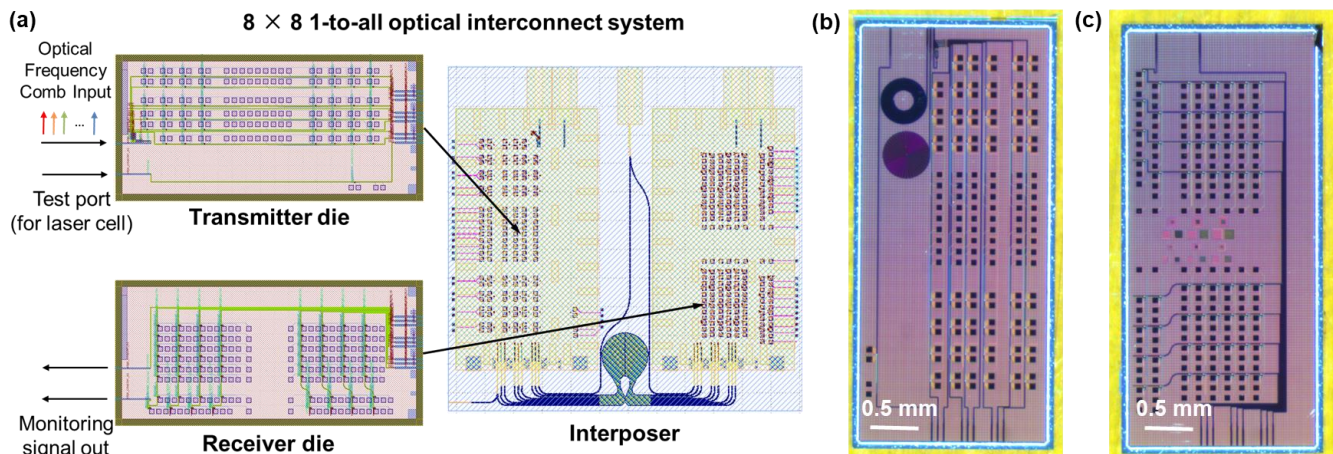 (a)
8 × 8 1-to-all optical interconnect system
Optical
Frequency
Comb Input
...
Test port
(for laser cell)
Transmitter die
Monitoring
signal out
Receiver die
Interposer
(b)
0.5 mm
(c)
0.5 mm